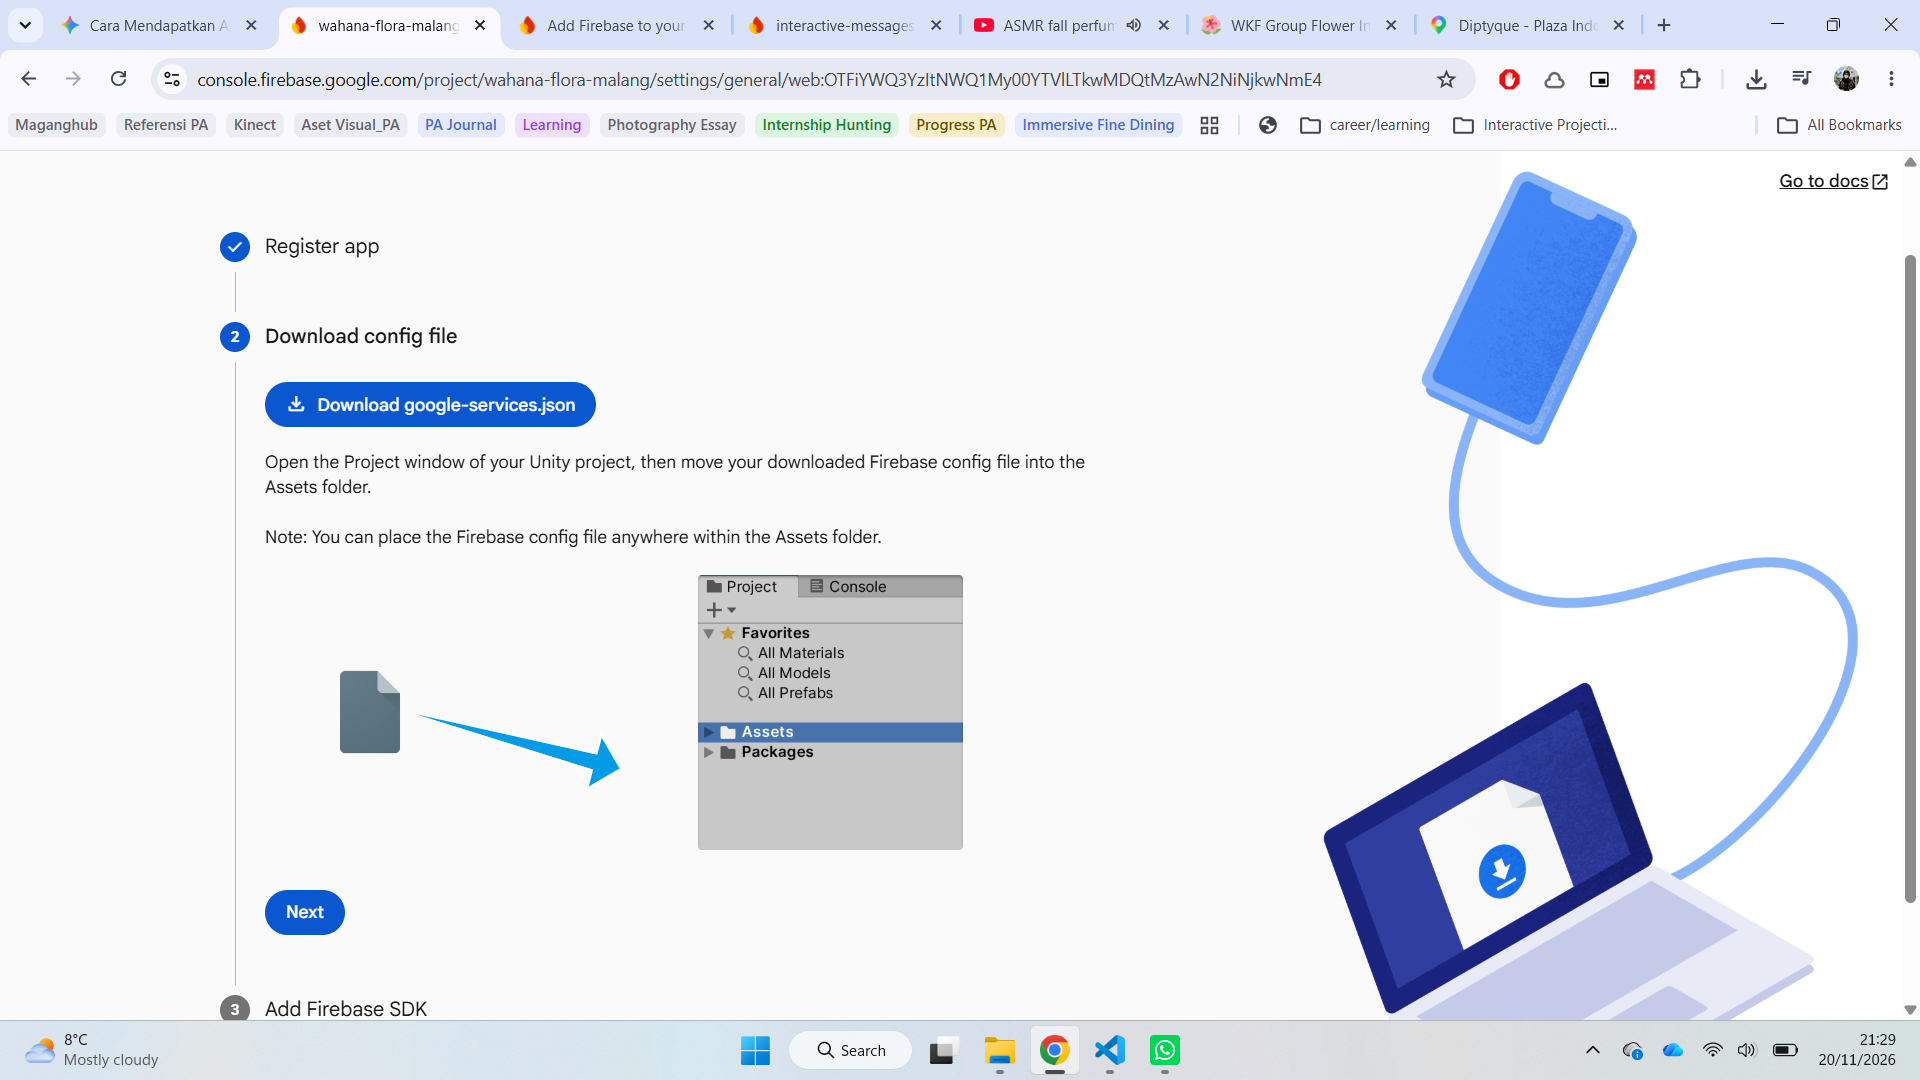 Cara Mendapatkan A
wahana-flora-malang
Add Firebase to your
interactive-messages
ASMR fall perfum
WKF Group Flower In
Diptyque - Plaza Indo
console.firebase.google.com/project/wahana-flora-malang/settings/general/web:OTFiYWQ3YzItNWQ1My00YTVlLTkwMDQtMzAwN2NiNjkwNmE4
Maganghub
Referensi PA
Kinect
Aset Visual_PA
PA Journal
Learning
Photography Essay
Internship Hunting
Progress PA
Immersive Fine Dining
career/learning
Interactive Projecti...
All Bookmarks
Go to docs
Register app
2
Download config file
Download google-services.json
Open the Project window of your Unity project, then move your downloaded Firebase config file into the
Assets folder.
Note: You can place the Firebase config file anywhere within the Assets folder.
Project
Console
Favorites
All Materials
All Models
All Prefabs
Assets
Packages
Next
3
Add Firebase SDK
8°C
Mostly cloudy
Search
21:29
20/11/2026